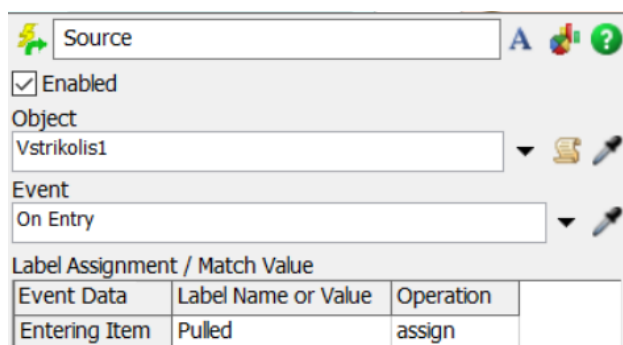 Source A ?
Enabled
Object
Vstrikolis1
Event
On Entry
Label Assignment / Match Value
Event Data Label Name or Value Operation
Entering Item Pulled assign